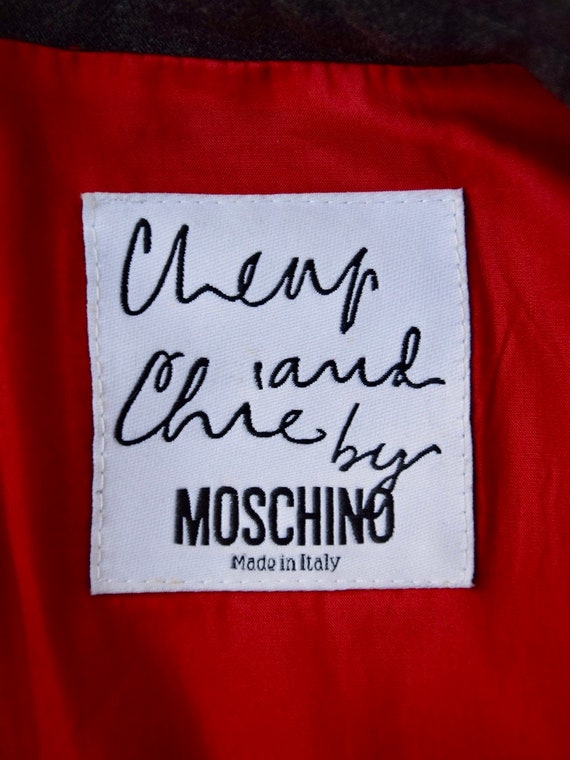 Cheap
and
Chic by
MOSCHINO
Made in Italy